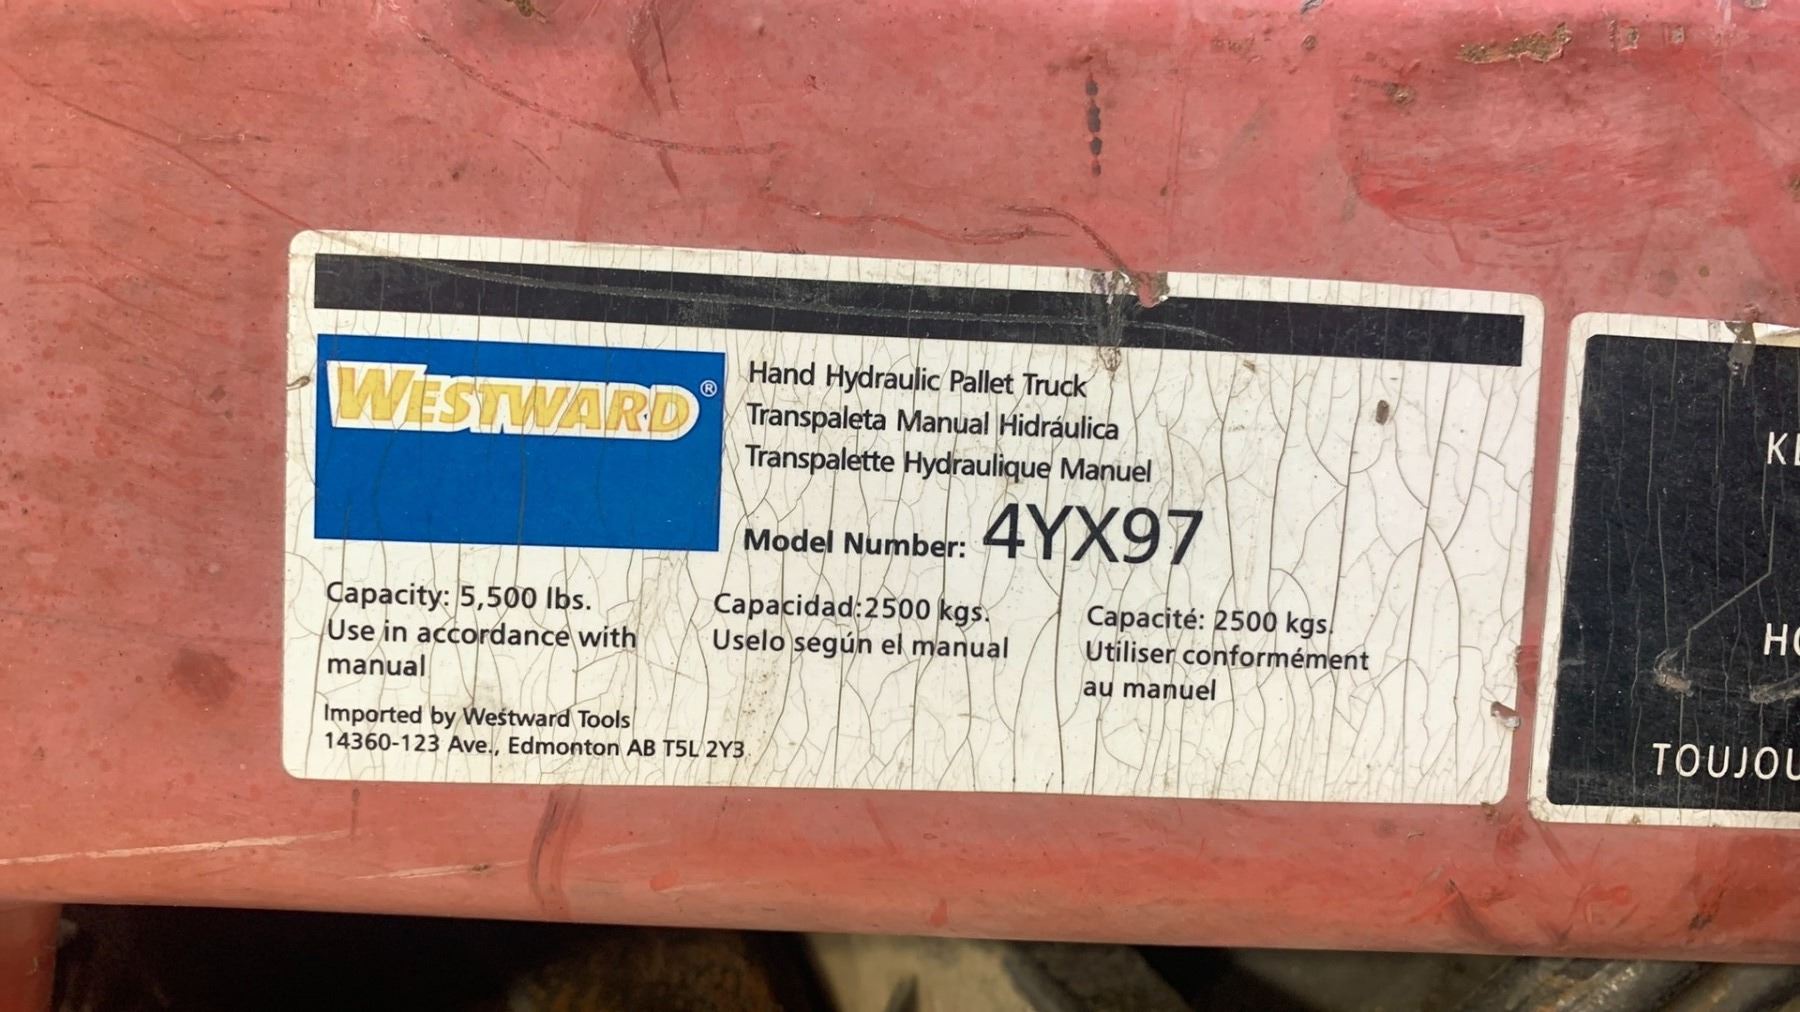 WESTWARD®
Hand Hydraulic Pallet Truck
Transpaleta Manual Hidráulica
Transpalette Hydraulique Manuel
Model Number: 4YX97
Capacity: 5,500 lbs.
Use in accordance with
manual
Capacidad:2500 kgs.
Uselo según el manual
Capacité: 2500 kgs.
Utiliser conformément
au manuel
Imported by Westward Tools
14360-123 Ave., Edmonton AB T5L 2Y3